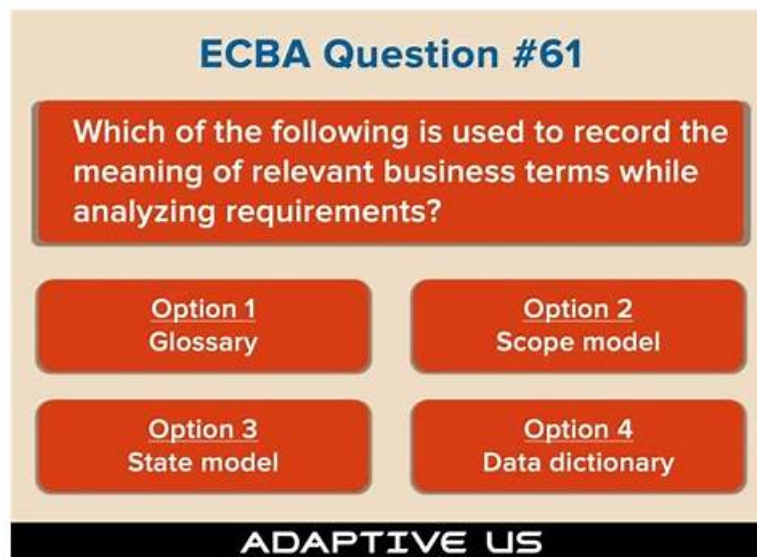 ECBA Question #61
Which of the following is used to record the
meaning of relevant business terms while
analyzing requirements?
Option 1
Glossary
Option 2
Scope model
Option 3
State model
Option 4
Data dictionary
ADAPTIVE US